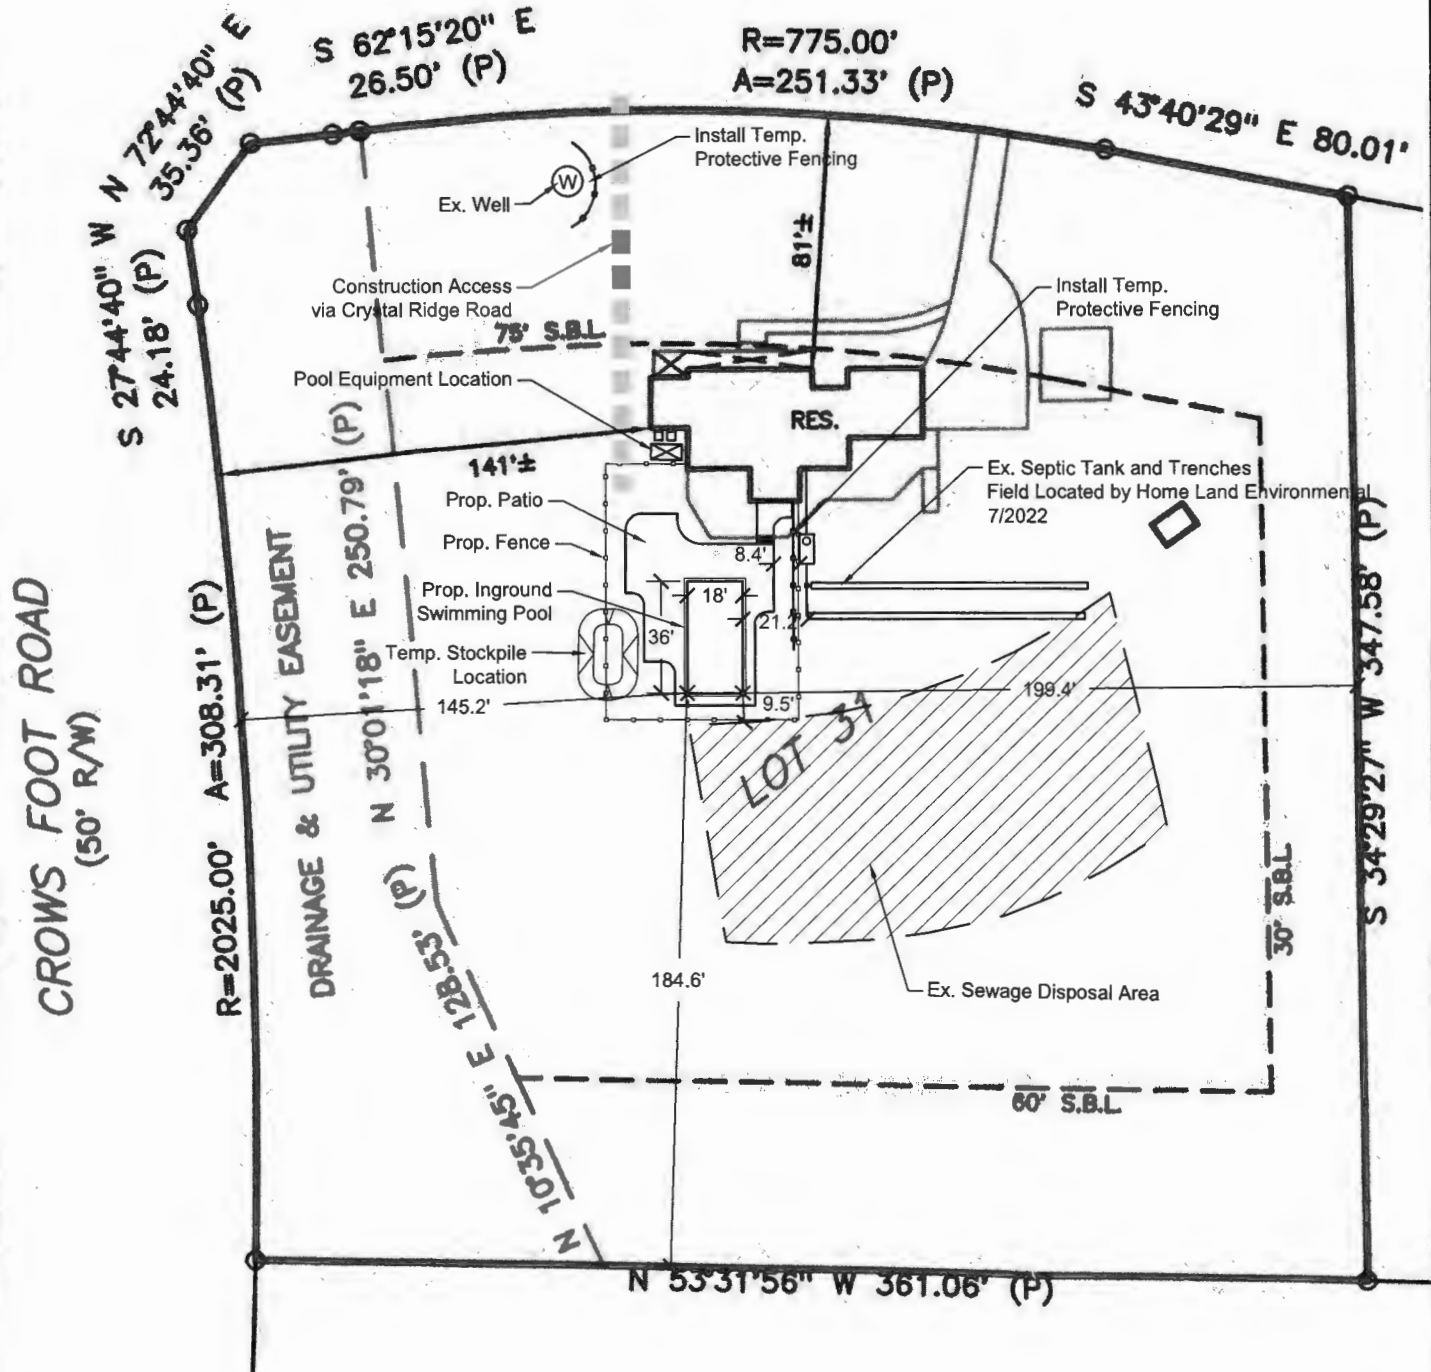 S 62°15'20" E
26.50' (P)
R=775.00'
A=251.33' (P)
S 43°40'29" E 80.01'
N 72°44'40" E
35.36' (P)
S 27°44'40" W
24.18' (P)
Install Temp.
Protective Fencing
W
Ex. Well
81'±
Construction Access
via Crystal Ridge Road
Install Temp.
Protective Fencing
75' S.B.L.
Pool Equipment Location
RES.
141'±
Ex. Septic Tank and Trenches
Field Located by Home Land Environmental
7/2022
Prop. Patio
Prop. Fence
8.4'
Prop. Inground
Swimming Pool
18'
21.2'
36'
Temp. Stockpile
Location
145.2'
9.5'
199.4'
LOT 31
CROWS FOOT ROAD
(50' R/W)
R=2025.00' A=308.31' (P)
DRAINAGE & UTILITY EASEMENT
N 30°01'18" E 250.79' (P)
N 10°35'45" E 128.53' (P)
S 34°29'27" W 347.58' (P)
30' S.B.L.
184.6'
Ex. Sewage Disposal Area
60' S.B.L.
N 53°31'56" W 361.06' (P)